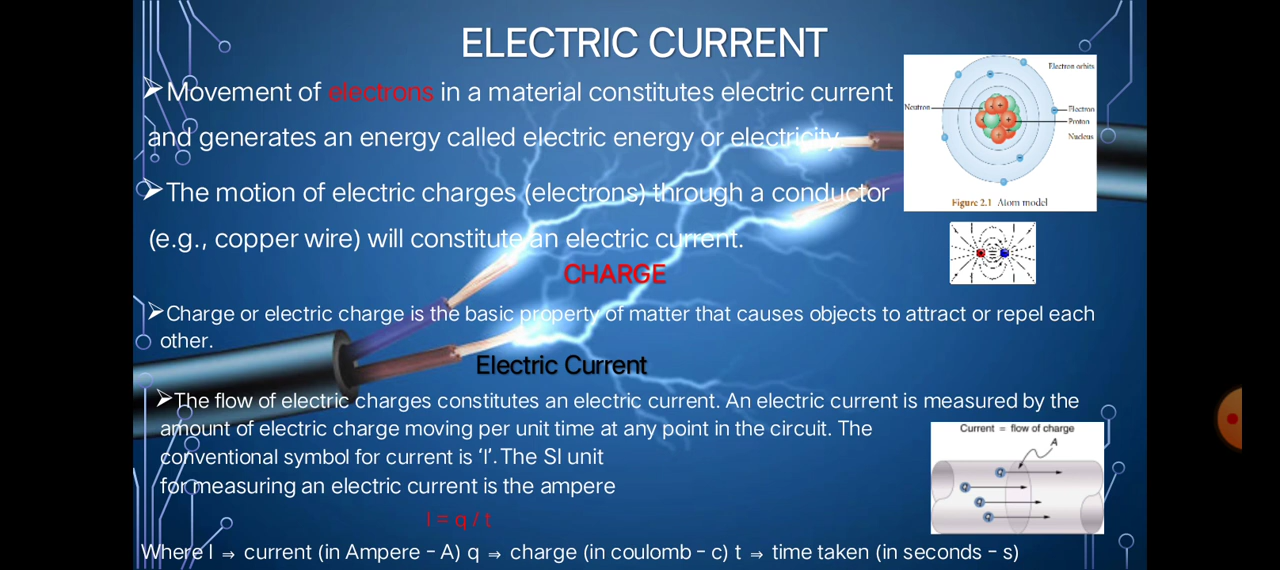 ELECTRIC CURRENT
➢Movement of electrons in a material constitutes electric current
and generates an energy called electric energy or electricity.
➢The motion of electric charges (electrons) through a conductor
(e.g., copper wire) will constitute an electric current.
Electron orbits
Neutron
Electron
Proton
Nucleus
Figure 2.1 Atom model
CHARGE
➢Charge or electric charge is the basic property of matter that causes objects to attract or repel each
other.
Electric Current
➢The flow of electric charges constitutes an electric current. An electric current is measured by the
amount of electric charge moving per unit time at any point in the circuit. The
conventional symbol for current is ‘I’. The SI unit
for measuring an electric current is the ampere
Current = flow of charge
A
I = q / t
Where I ⇒ current (in Ampere – A) q ⇒ charge (in coulomb – c) t ⇒ time taken (in seconds – s)